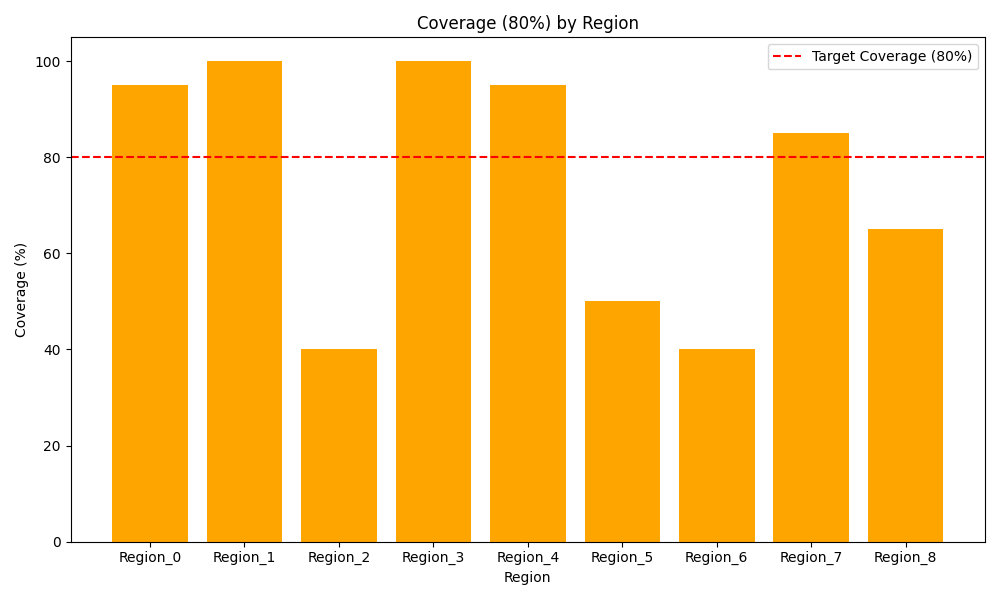 Coverage (80%) by Region
Target Coverage (80%)
Coverage (%)
100
80
60
40
20
0
Region_0 Region_1 Region_2 Region_3 Region_4 Region_5 Region_6 Region_7 Region_8
Region